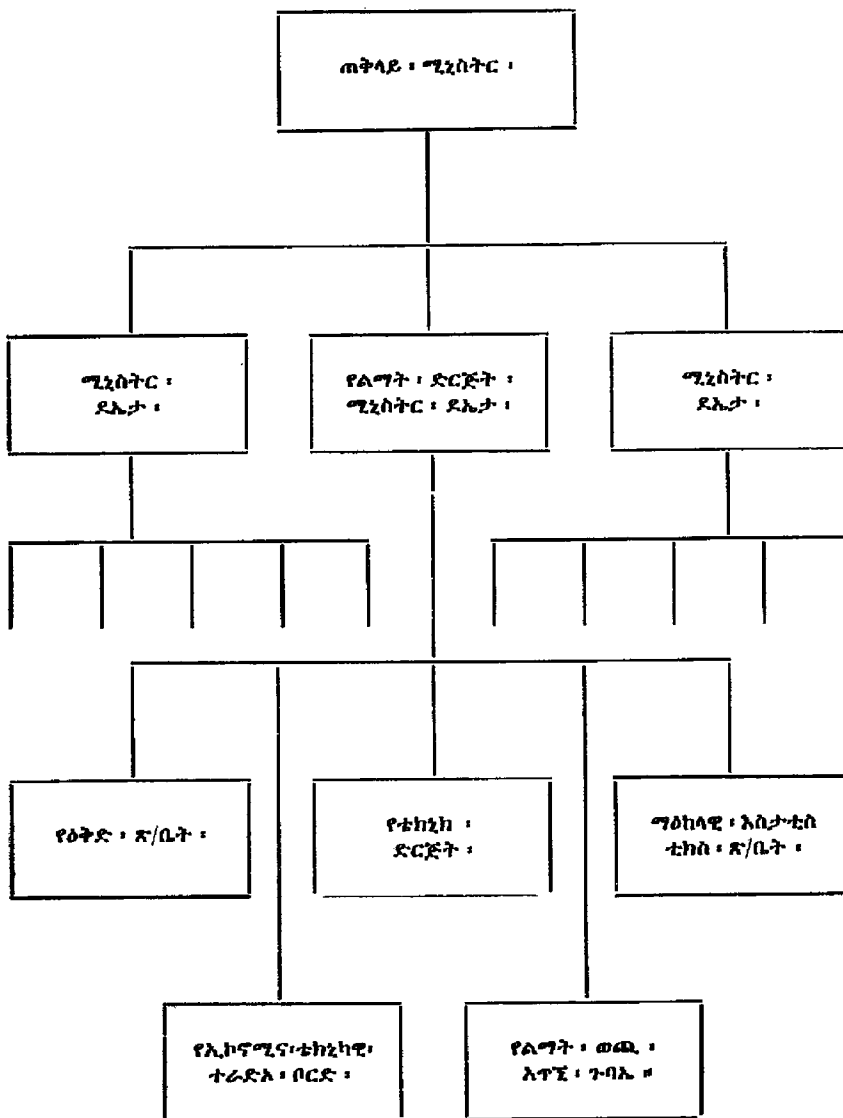 ጠቅላይ ፡ ሚኒስትር ፡
ሚኒስትር ፡
ደኤታ ፡
የልማት ፡ ድርጅት ፡
ሚኒስትር ፡ ደኤታ ፡
ሚኒስትር ፡
ደኤታ ፡
የዕቅድ ፡ ጽ/ቤት ፡
የቴክኒክ ፡
ድርጅት ፡
ማዕከላዊ ፡ እስታቲስ
ቲክስ ፡ ጽ/ቤት ፡
የኢኮኖሚና፡ቴክኒካዊ፡
ተራድኦ ፡ ቦርድ ፡
የልማት ፡ ወጪ ፡
አጥኚ ፡ ጉባኤ ።